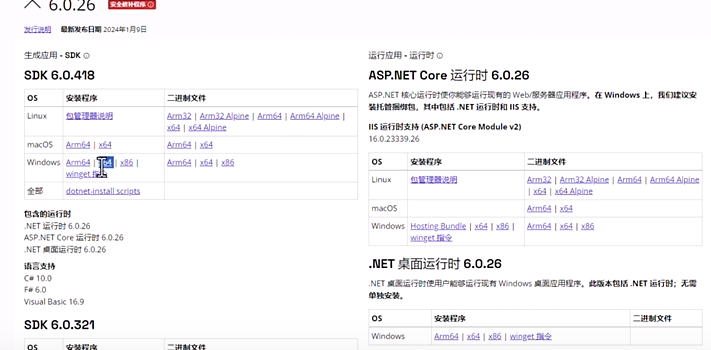 6.0.26 安全修补程序
发行说明 最新发布日期 2024年1月9日
生成应用 - SDK
SDK 6.0.418
OS 安装程序 二进制文件
Linux 包管理器说明 Arm32 | Arm32 Alpine | Arm64 | Arm64 Alpine
| x64 | x64 Alpine
macOS Arm64 | x64 Arm64 | x64
Windows Arm64 | x64 | x86 | Arm64 | x64 | x86
winget
全部 dotnet-install scripts
包含的运行时
.NET 运行时 6.0.26
ASP.NET Core 运行时 6.0.26
.NET 桌面运行时 6.0.26
语言支持
C# 10.0
F# 6.0
Visual Basic 16.9
SDK 6.0.321
OS 安装程序 二进制文件
运行应用 - 运行时
ASP.NET Core 运行时 6.0.26
ASP.NET 核心运行时使你能够运行现有的 Web/服务器应用程序。在 Windows 上，我们建议安
装托管捆绑包，其中包括 .NET 运行时和 IIS 支持。
IIS 运行时支持 (ASP.NET Core Module v2)
16.0.23339.26
OS 安装程序 二进制文件
Linux 包管理器说明 Arm32 | Arm32 Alpine | Arm64 | Arm64 Alpine
| x64 | x64 Alpine
macOS Arm64 | x64
Windows Hosting Bundle | x64 | x86 | Arm64 | x64 | x86
winget 指令
.NET 桌面运行时 6.0.26
.NET 桌面运行时使用户能够运行现有 Windows 桌面应用程序。此版本包括 .NET 运行时；无需
单独安装。
OS 安装程序 二进制文件
Windows Arm64 | x64 | x86 | winget 指令